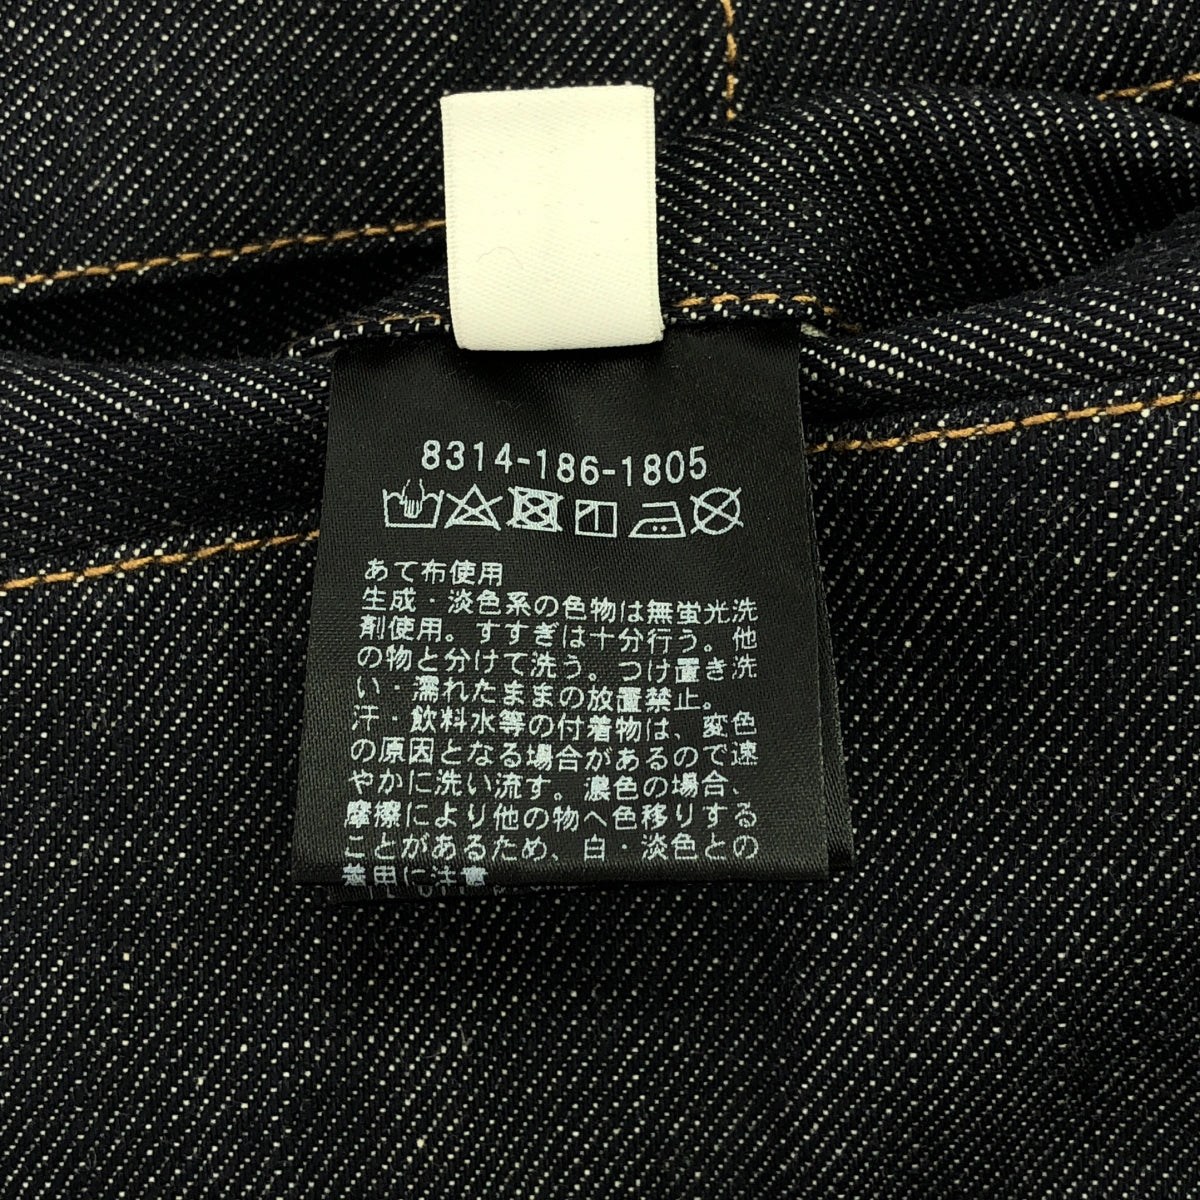 8314-186-1805
あて布使用
生成・淡色系の色物は無蛍光洗
剤使用。すすぎは十分行う。他
の物と分けて洗う。つけ置き洗
い・濡れたままの放置禁止。
汗・飲料水等の付着物は、変色
の原因となる場合があるので速
やかに洗い流す。濃色の場合、
摩擦により他の物へ色移りする
ことがあるため、白・淡色との
着用に注意